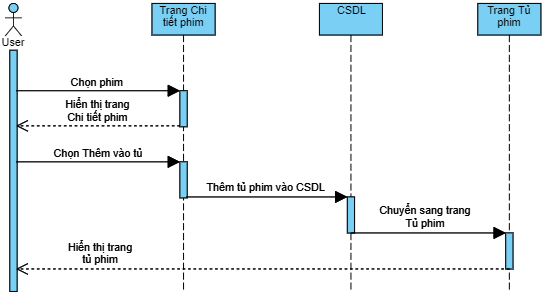 Trang Chi
tiết phim
CSDL
Trang Tủ
phim
User
Chọn phim
Hiển thị trang
Chi tiết phim
Chọn Thêm vào tủ
Thêm tủ phim vào CSDL
Chuyển sang trang
Tủ phim
Hiển thị trang
tủ phim